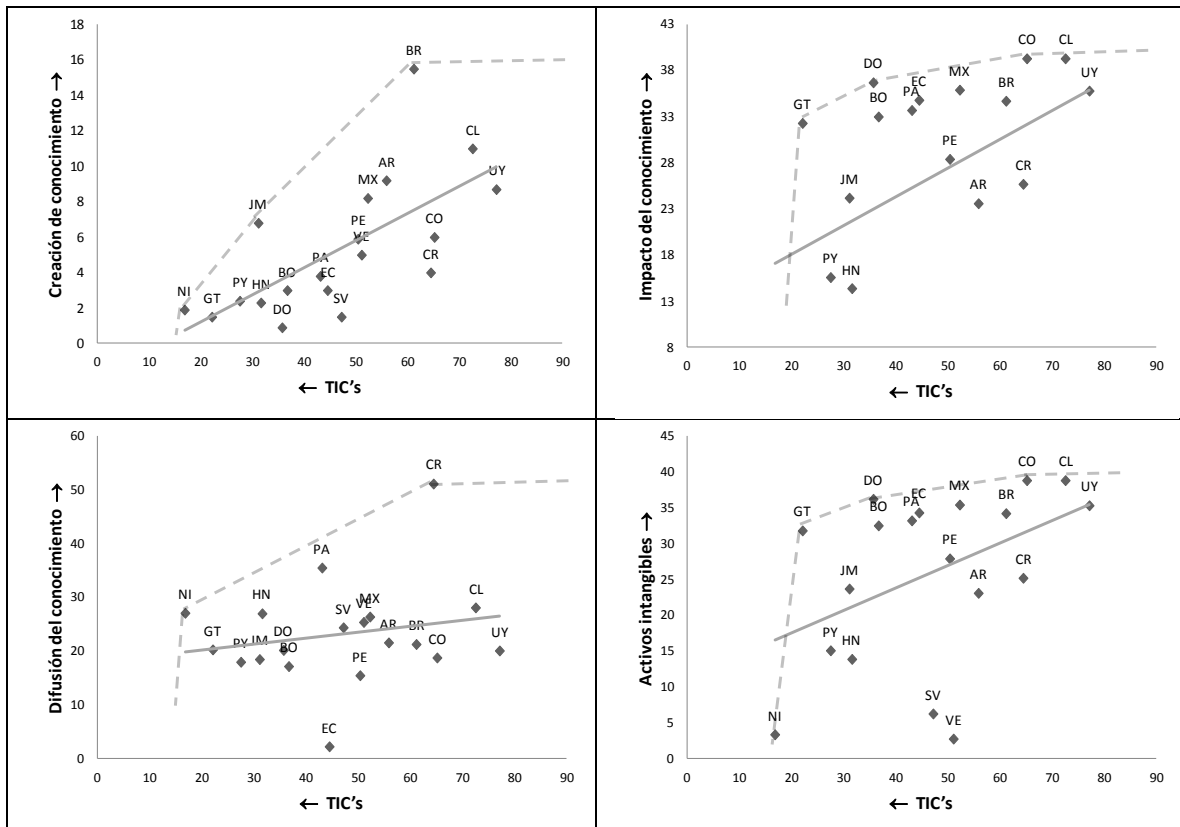 Creación de conocimiento →
18
16
14
12
10
8
6
4
2
0
BR
CL
AR
UY
MX
JM
PE
CO
VE
PA
CR
BO
EC
PY
HN
NI
GT
SV
DO
0 10 20 30 40 50 60 70 80 90
← TIC's
Impacto del conocimiento →
43
38
33
28
23
18
13
8
CO
CL
DO
MX
EC
UY
BR
PA
BO
GT
PE
JM
CR
AR
PY
HN
0 10 20 30 40 50 60 70 80 90
← TIC's
Difusión del conocimiento →
60
50
40
30
20
10
0
CR
PA
NI
HN
CL
MX
VE
SV
GT
DO
AR
BR
UY
PY
JM
CO
BO
PE
EC
0 10 20 30 40 50 60 70 80 90
← TIC's
Activos intangibles →
45
40
35
30
25
20
15
10
5
0
CO
CL
DO
MX
EC
UY
BR
PA
BO
GT
PE
JM
CR
AR
PY
HN
SV
NI
VE
0 10 20 30 40 50 60 70 80 90
← TIC's